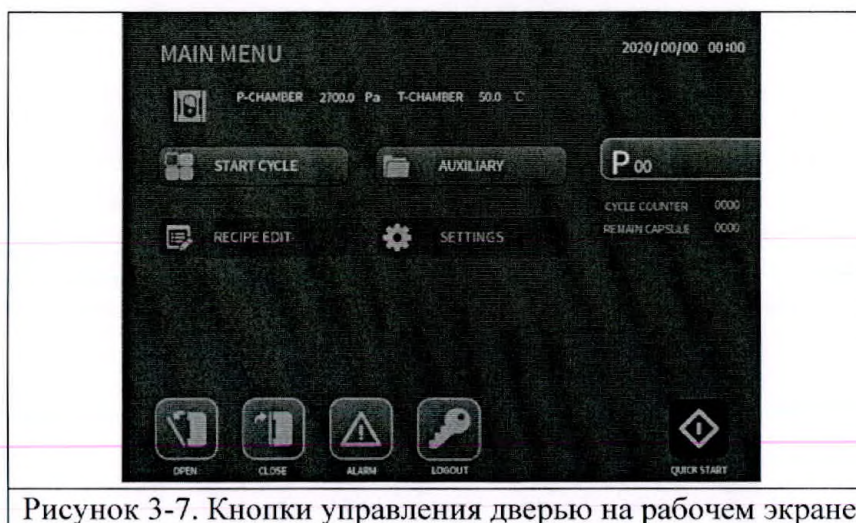 MAIN MENU
2020/00/00 00:00
P-CHAMBER 2700.0 Pa T-CHAMBER 50.0 °C
START CYCLE
AUXILIARY
P 00
CYCLE COUNTER 0000
REMAIN CAPSULE 0000
RECIPE EDIT
SETTINGS
OPEN
CLOSE
ALARM
LOGOUT
QUICK START
Рисунок 3-7. Кнопки управления дверью на рабочем экране